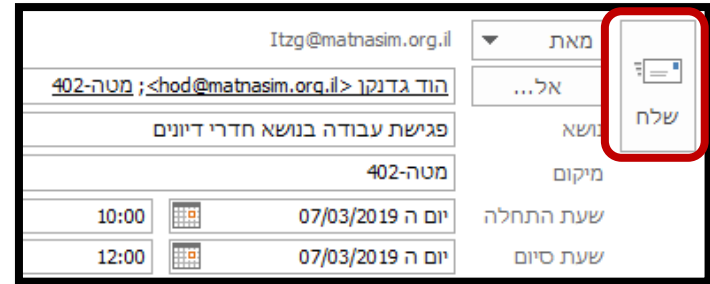 שלח
מאת Itzg@matnasim.org.il
אל... הוד גדנקן <hod@matnasim.org.il>; מטה-402
נושא פגישת עבודה בנושא חדרי דיונים
מיקום מטה-402
שעת התחלה יום ה 07/03/2019 10:00
שעת סיום יום ה 07/03/2019 12:00